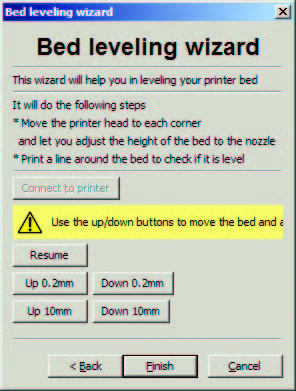 Bed leveling wizard
Bed leveling wizard
This wizard will help you in leveling your printer bed
It will do the following steps
* Move the printer head to each corner
and let you adjust the height of the bed to the nozzle
* Print a line around the bed to check if it is level
Connect to printer
Use the up/down buttons to move the bed and a
Resume
Up 0.2mm Down 0.2mm
Up 10mm Down 10mm
< Back Finish Cancel